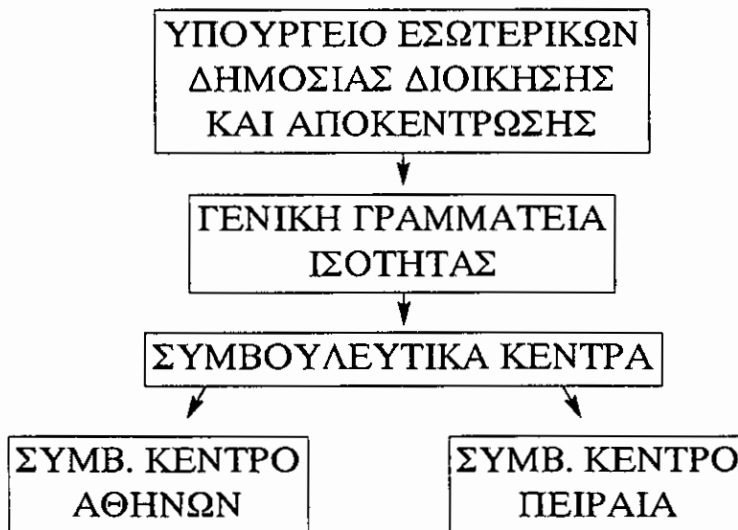 ΥΠΟΥΡΓΕΙΟ ΕΣΩΤΕΡΙΚΩΝ
ΔΗΜΟΣΙΑΣ ΔΙΟΙΚΗΣΗΣ
ΚΑΙ ΑΠΟΚΕΝΤΡΩΣΗΣ
ΓΕΝΙΚΗ ΓΡΑΜΜΑΤΕΙΑ
ΙΣΟΤΗΤΑΣ
ΣΥΜΒΟΥΛΕΥΤΙΚΑ ΚΕΝΤΡΑ
ΣΥΜΒ. ΚΕΝΤΡΟ
ΑΘΗΝΩΝ
ΣΥΜΒ. ΚΕΝΤΡΟ
ΠΕΙΡΑΙΑ